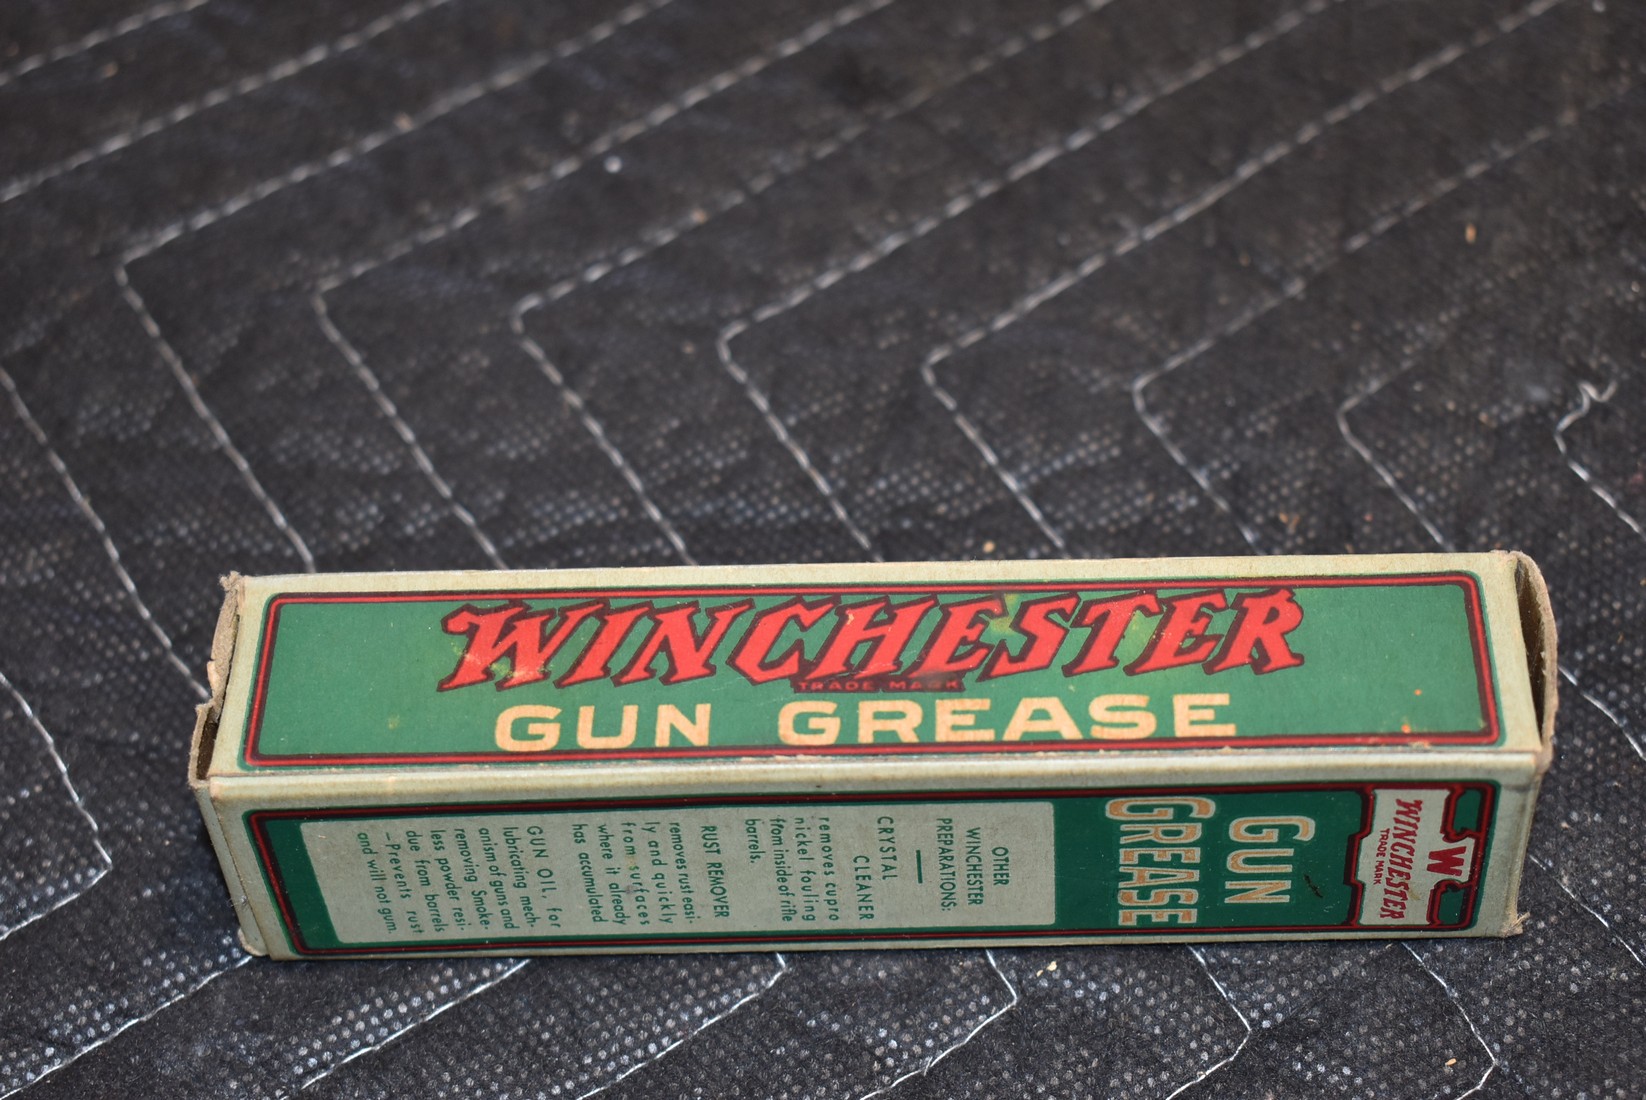 WINCHESTER
TRADE MARK
GUN GREASE
W
WINCHESTER
TRADE MARK
GUN
GREASE
OTHER
WINCHESTER
PREPARATIONS:
CRYSTAL
CLEANER
removes cupro
nickel fouling
from inside of rifle
barrels.
RUST REMOVER
removes rust easi-
ly and quickly
from surfaces
where it already
has accumulated
GUN OIL, for
lubricating mech-
anism of guns and
removing Smoke-
less powder resi-
due from barrels
—Prevents rust
and will not gum.